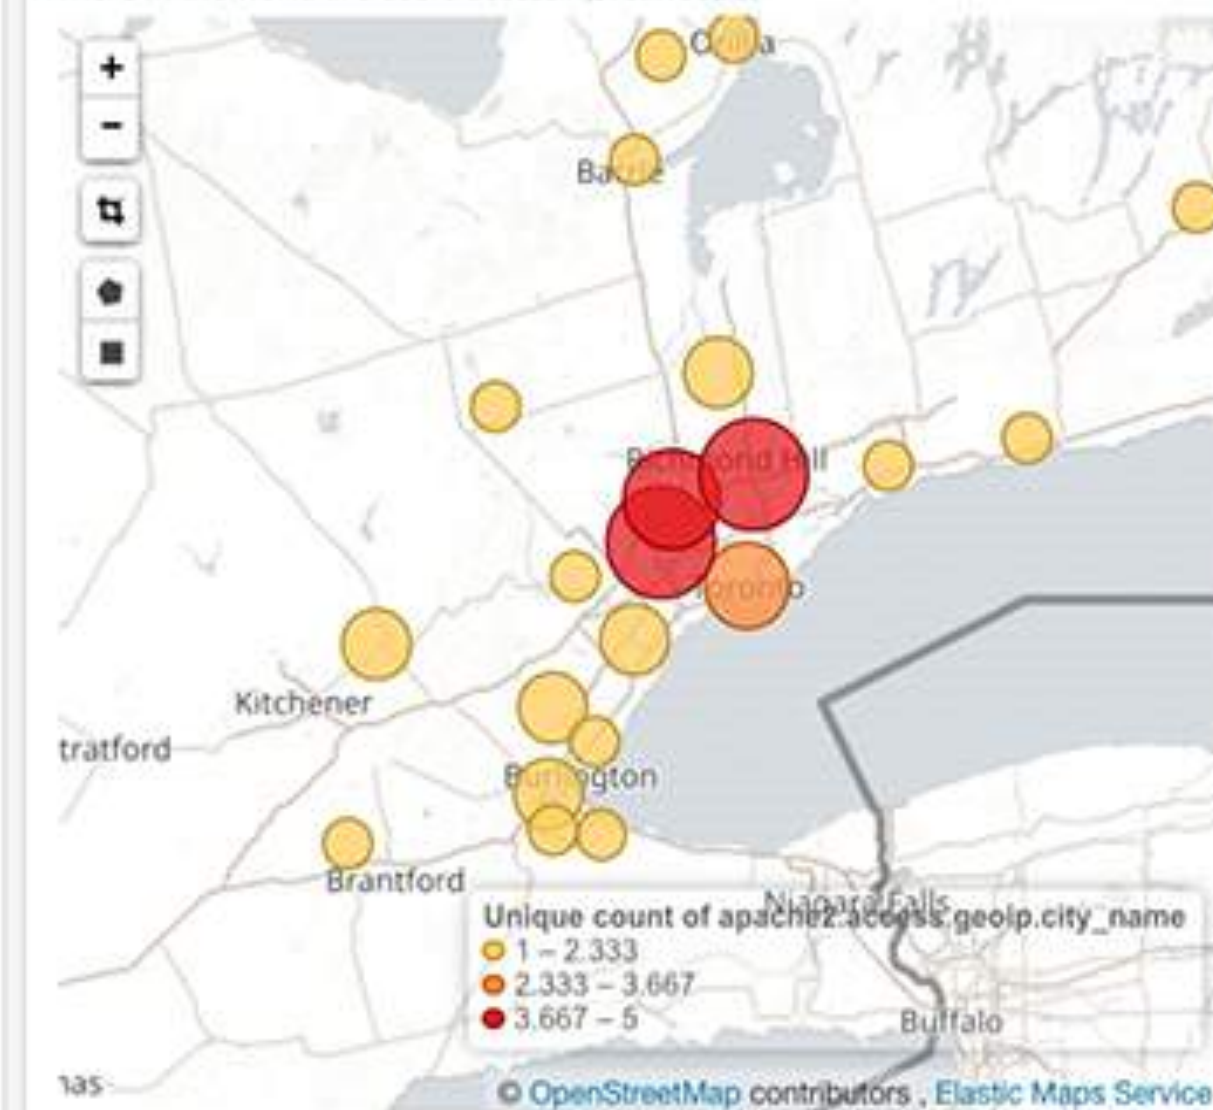 +
−
Orillia
Barrie
Richmond Hill
Toronto
Kitchener
tratford
Burlington
Brantford
Niagara Falls
Unique count of apache2.access.geoip.city_name
1 – 2.333
2.333 – 3.667
3.667 – 5
Buffalo
nas
© OpenStreetMap contributors , Elastic Maps Service